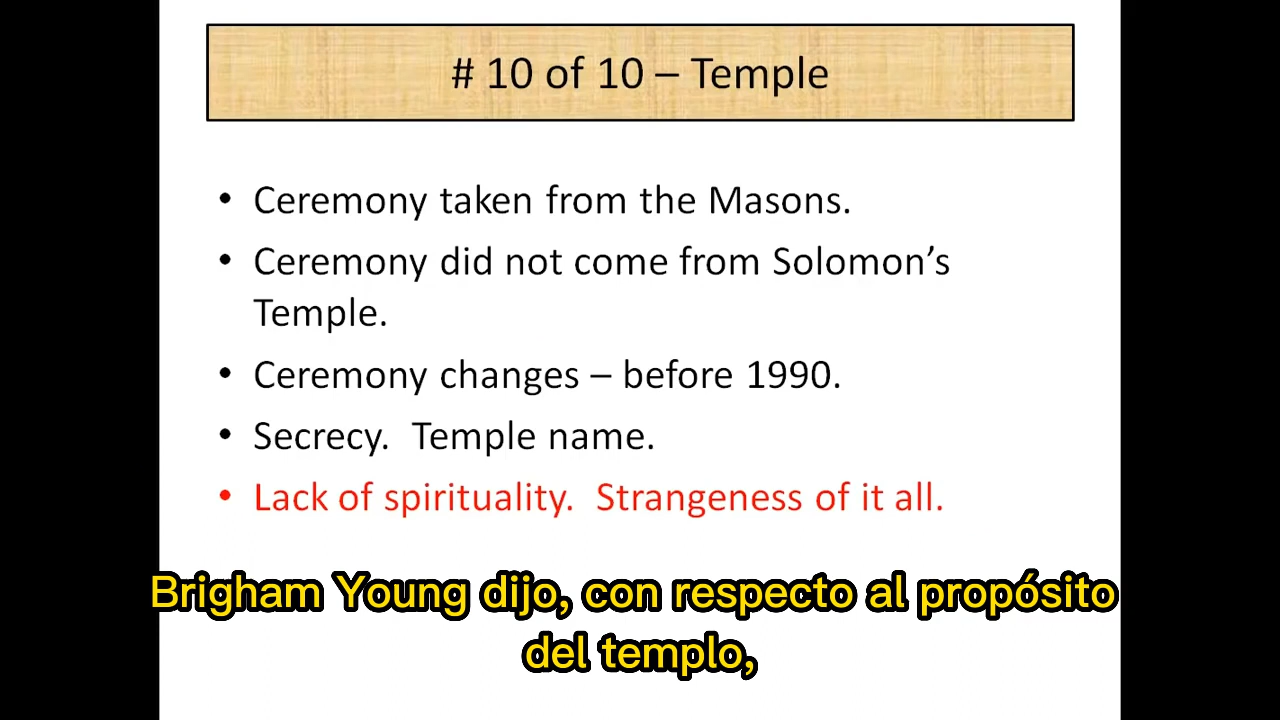 # 10 of 10 – Temple
• Ceremony taken from the Masons.
• Ceremony did not come from Solomon’s
Temple.
• Ceremony changes – before 1990.
• Secrecy.  Temple name.
• Lack of spirituality.  Strangeness of it all.
Brigham Young dijo, con respecto al propósito
del templo,